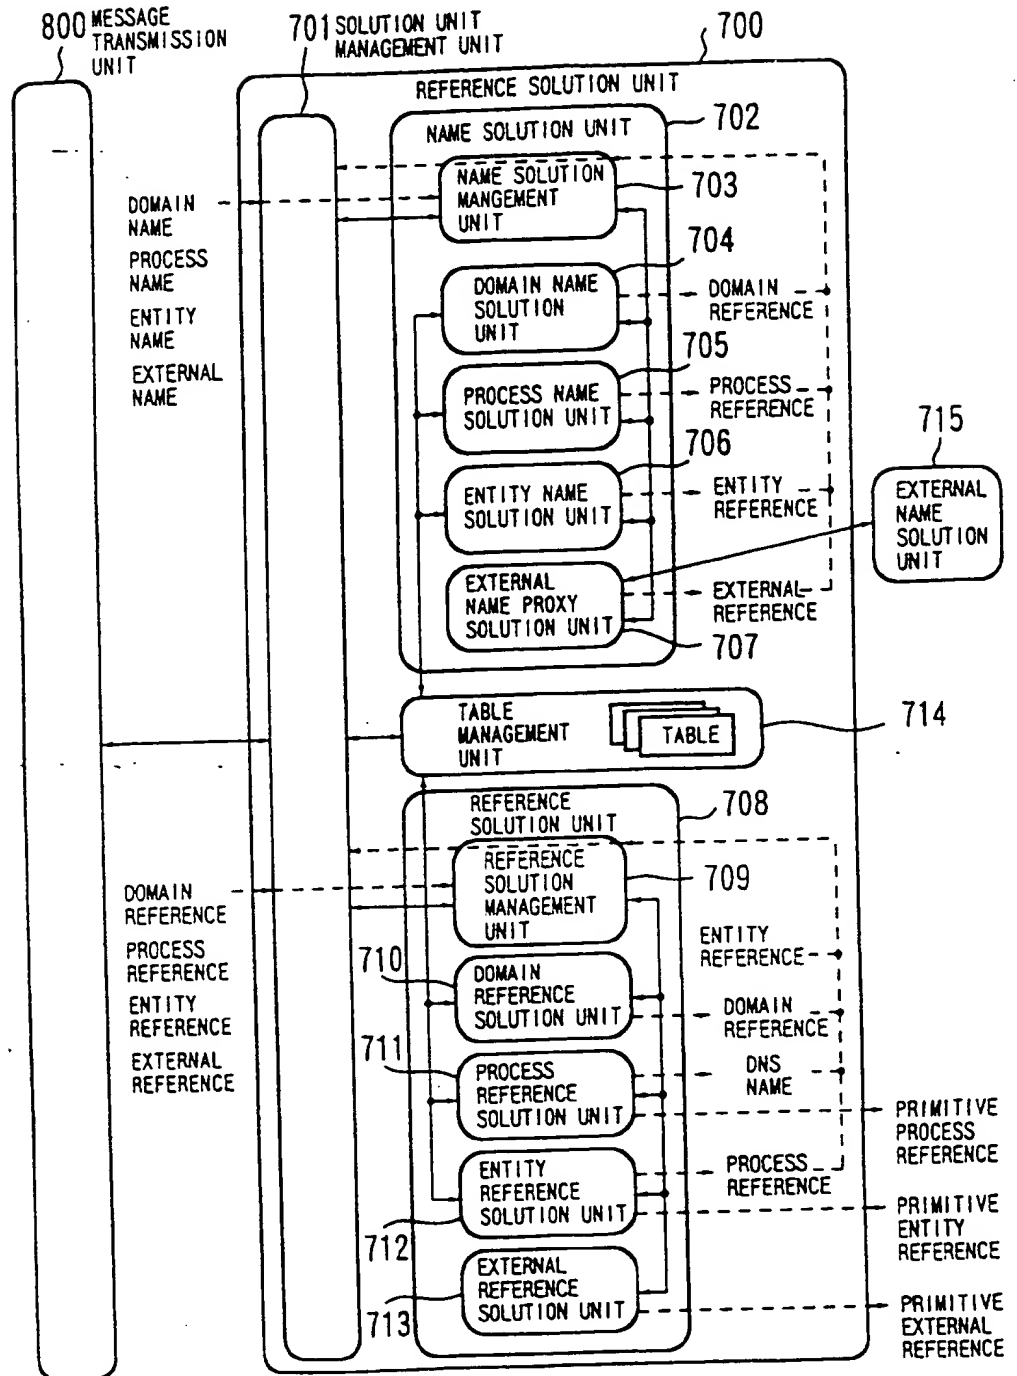 800 MESSAGE
TRANSMISSION
UNIT
701 SOLUTION UNIT
MANAGEMENT UNIT
700
REFERENCE SOLUTION UNIT
NAME SOLUTION UNIT
702
NAME SOLUTION
MANGEMENT
UNIT
703
DOMAIN
NAME
PROCESS
NAME
ENTITY
NAME
EXTERNAL
NAME
704
DOMAIN NAME
SOLUTION
UNIT
DOMAIN
REFERENCE
705
PROCESS NAME
SOLUTION UNIT
PROCESS
REFERENCE
706
ENTITY NAME
SOLUTION UNIT
ENTITY
REFERENCE
715
EXTERNAL
NAME
SOLUTION
UNIT
EXTERNAL
NAME PROXY
SOLUTION UNIT
EXTERNAL
REFERENCE
707
TABLE
MANAGEMENT
UNIT
TABLE
714
REFERENCE
SOLUTION UNIT
708
REFERENCE
SOLUTION
MANAGEMENT
UNIT
709
DOMAIN
REFERENCE
PROCESS
REFERENCE
ENTITY
REFERENCE
EXTERNAL
REFERENCE
ENTITY
REFERENCE
710
DOMAIN
REFERENCE
SOLUTION UNIT
DOMAIN
REFERENCE
711
PROCESS
REFERENCE
SOLUTION UNIT
DNS
NAME
PRIMITIVE
PROCESS
REFERENCE
ENTITY
REFERENCE
SOLUTION UNIT
712
PROCESS
REFERENCE
PRIMITIVE
ENTITY
REFERENCE
EXTERNAL
REFERENCE
SOLUTION UNIT
713
PRIMITIVE
EXTERNAL
REFERENCE